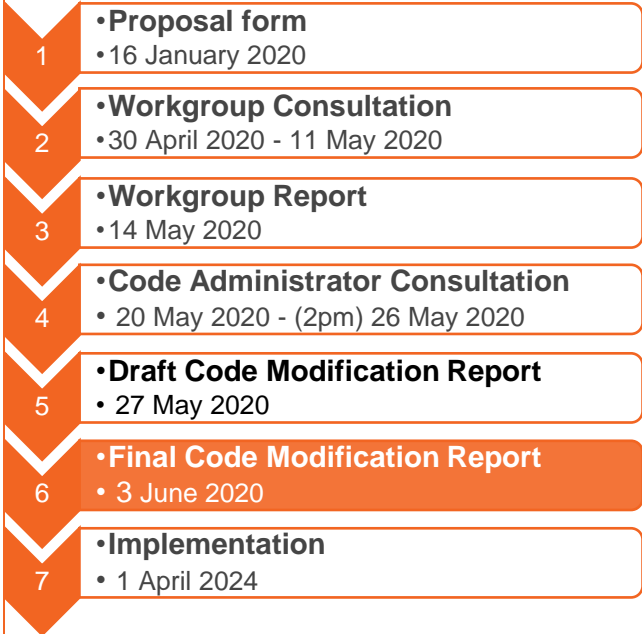 1
•Proposal form
•16 January 2020
2
•Workgroup Consultation
•30 April 2020 - 11 May 2020
3
•Workgroup Report
•14 May 2020
4
•Code Administrator Consultation
• 20 May 2020 - (2pm) 26 May 2020
5
•Draft Code Modification Report
• 27 May 2020
6
•Final Code Modification Report
• 3 June 2020
7
•Implementation
• 1 April 2024